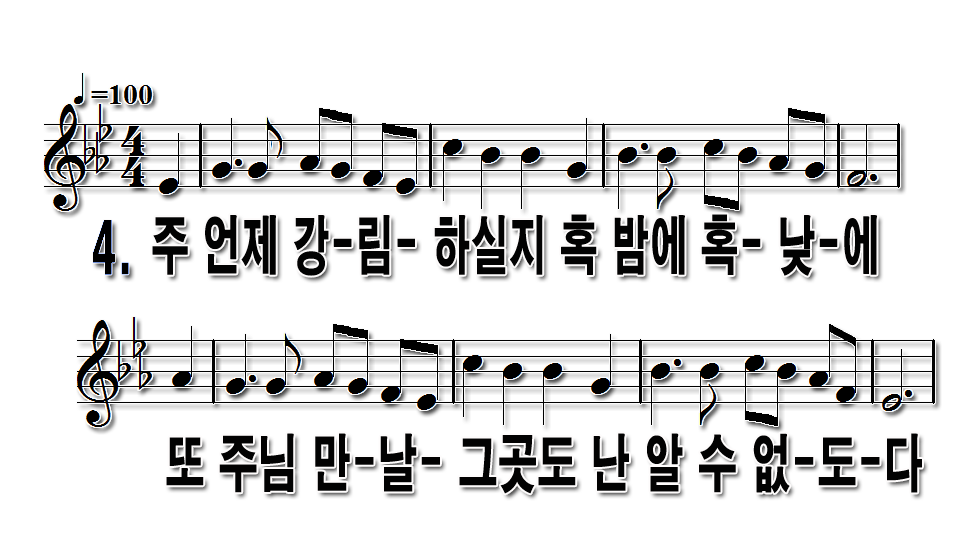 ♩=100
4. 주 언제 강-림- 하실지 혹 밤에 혹- 낮-에
또 주님 만-날- 그곳도 난 알 수 없-도-다